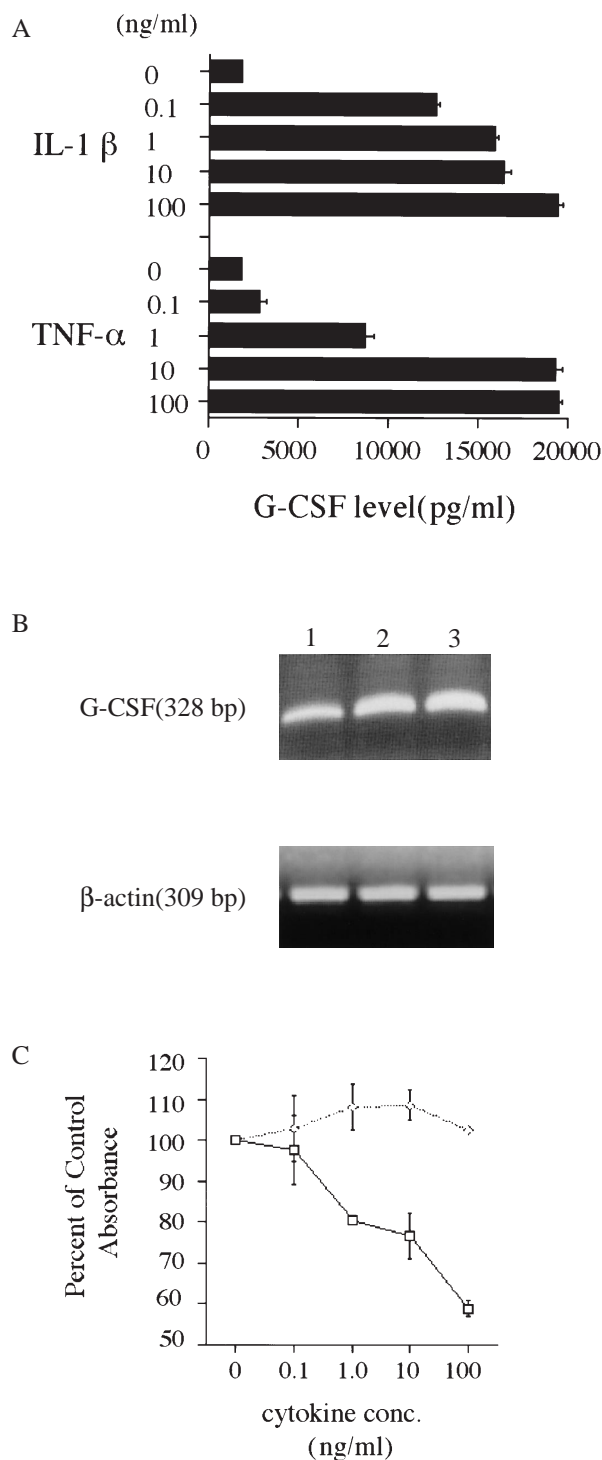 A
(ng/ml)
IL-1 β
0
0.1
1
10
100
TNF-α
0
0.1
1
10
100
0 5000 10000 15000 20000
G-CSF level(pg/ml)
B
1 2 3
G-CSF(328 bp)
β-actin(309 bp)
C
Percent of Control
Absorbance
120
110
100
90
80
70
60
50
0 0.1 1.0 10 100
cytokine conc.
(ng/ml)